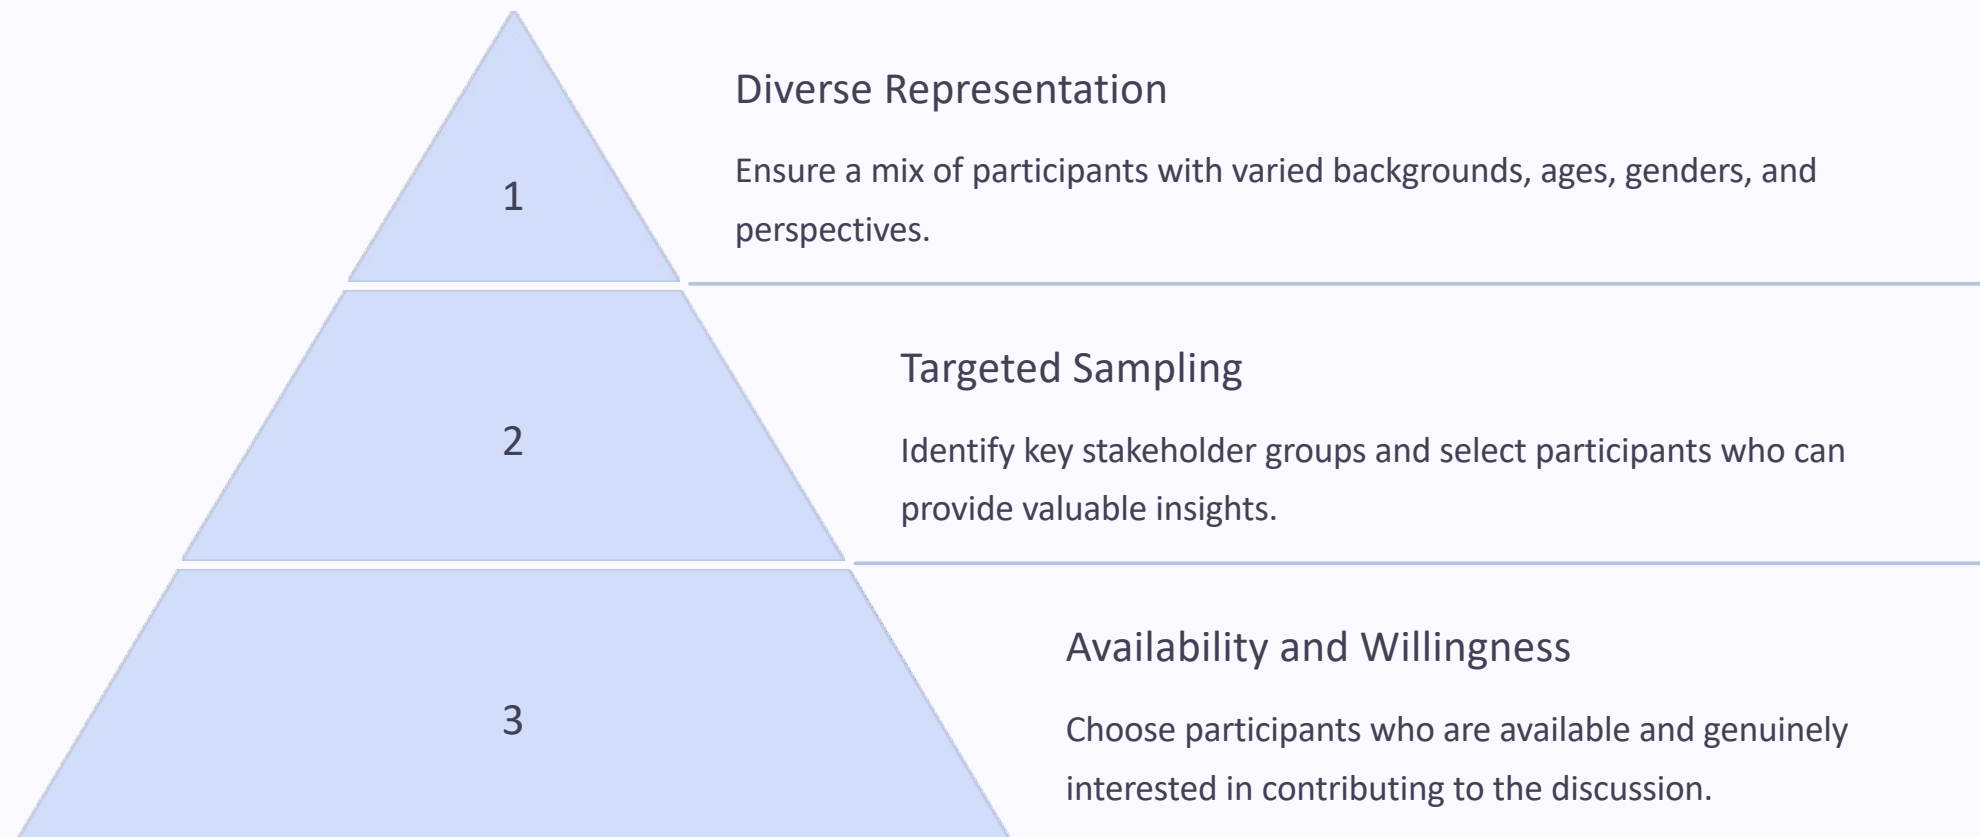 1
Diverse Representation
Ensure a mix of participants with varied backgrounds, ages, genders, and
perspectives.
2
Targeted Sampling
Identify key stakeholder groups and select participants who can
provide valuable insights.
3
Availability and Willingness
Choose participants who are available and genuinely
interested in contributing to the discussion.